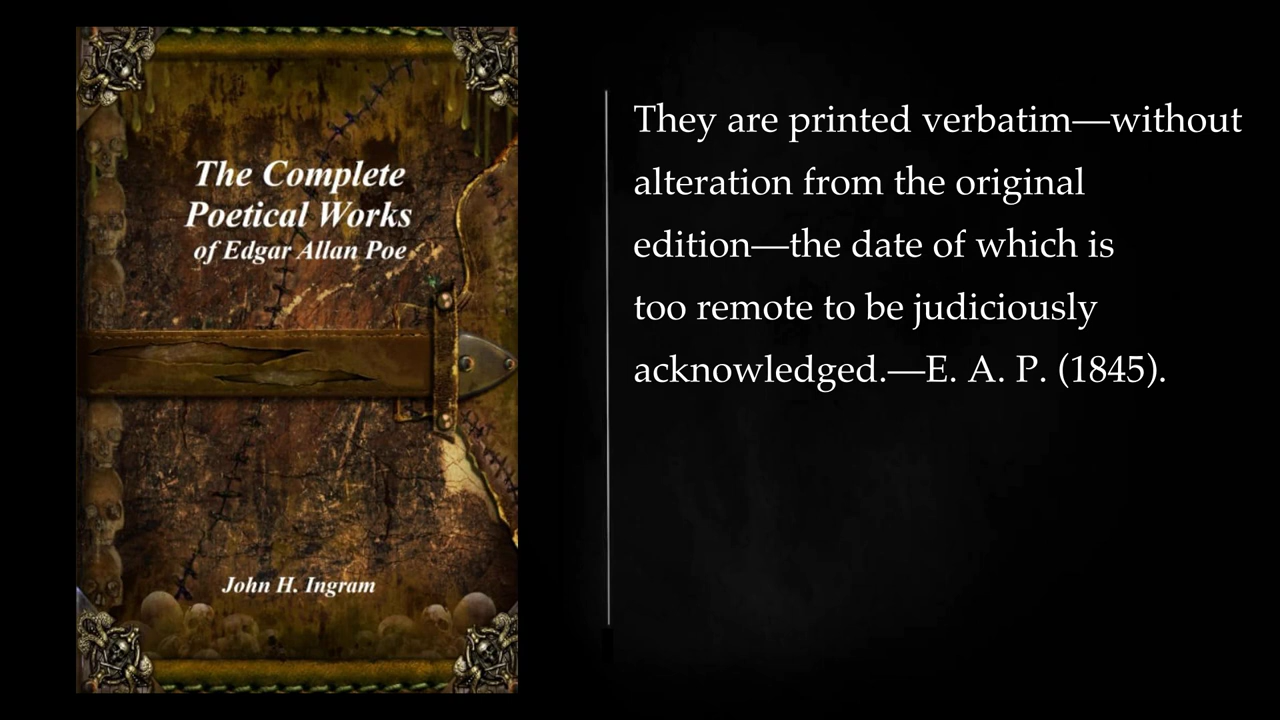 The Complete
Poetical Works
of Edgar Allan Poe
John H. Ingram
They are printed verbatim—without
alteration from the original
edition—the date of which is
too remote to be judiciously
acknowledged.—E. A. P. (1845).